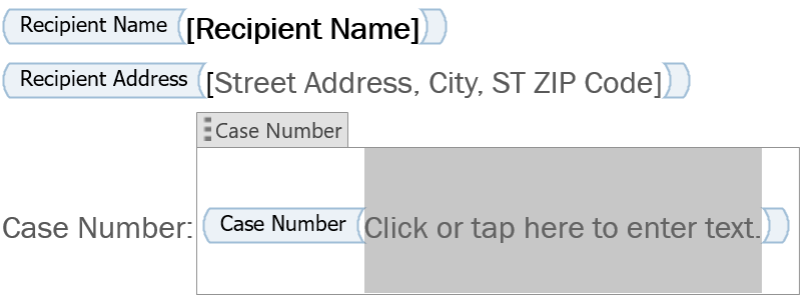 Recipient Name [Recipient Name]
Recipient Address [Street Address, City, ST ZIP Code]
Case Number
Case Number: Case Number Click or tap here to enter text.